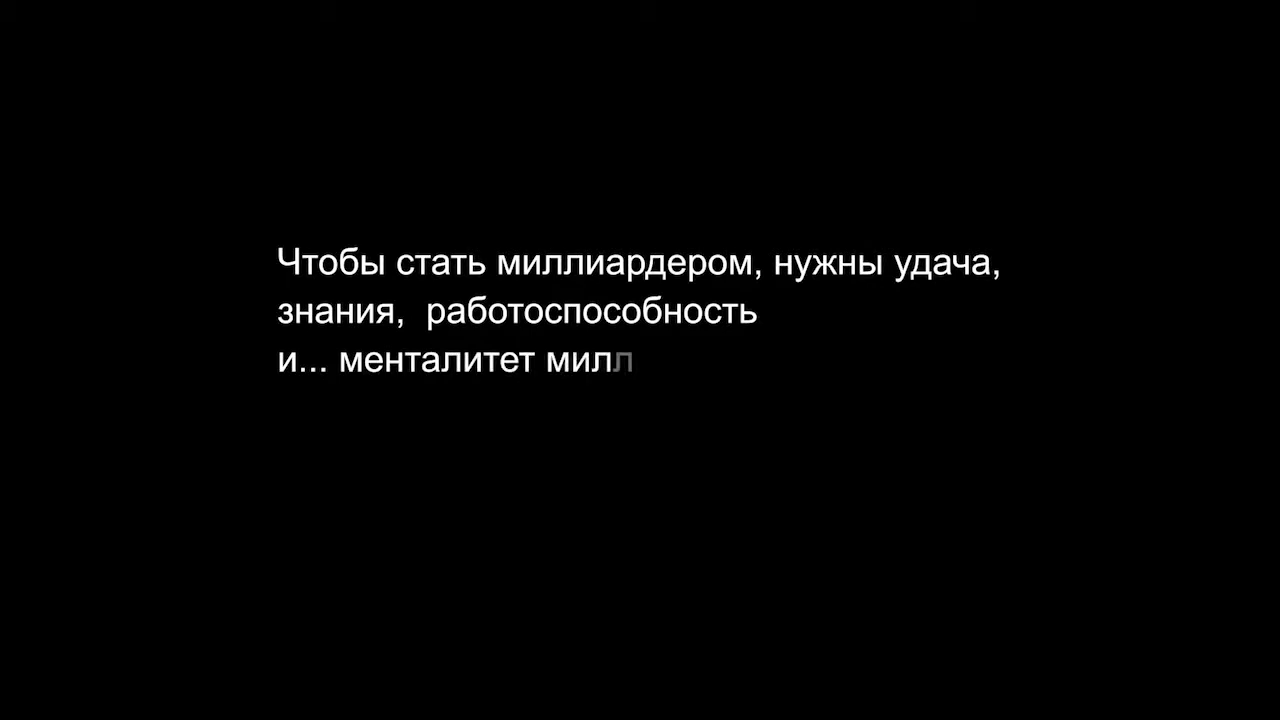 Чтобы стать миллиардером, нужны удача,
знания,  работоспособность
и... менталитет милл